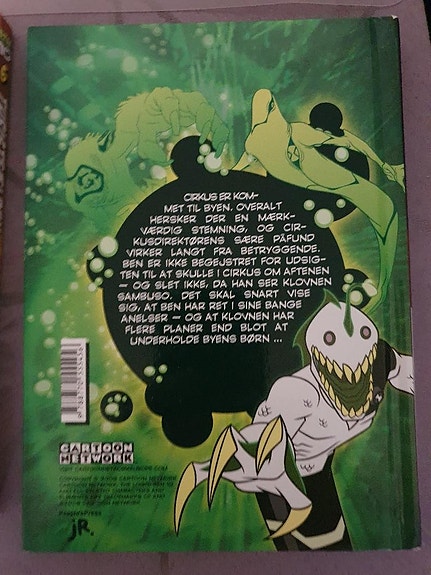 CIRKUS ER KOM-
MET TIL BYEN. OVERALT
HERSKER DER EN MÆRK-
VÆRDIG STEMNING, OG CIR-
KUSDIREKTØRENS SÆRE PÅFUND
VIRKER LANGT FRA BETRYGGENDE.
BEN ER IKKE BEGEJSTRET FOR UDSIG-
TEN TIL AT SKULLE I CIRKUS OM AFTENEN
– OG SLET IKKE, DA HAN SER KLOVNEN
SAMBUSO. DET SKAL SNART VISE
SIG, AT BEN HAR RET I SINE BANGE
ANELSER – OG AT KLOVNEN HAR
FLERE PLANER END BLOT AT
UNDERHOLDE BYENS BØRN ...
CARTOON
NETWORK
People'sPress
jR.